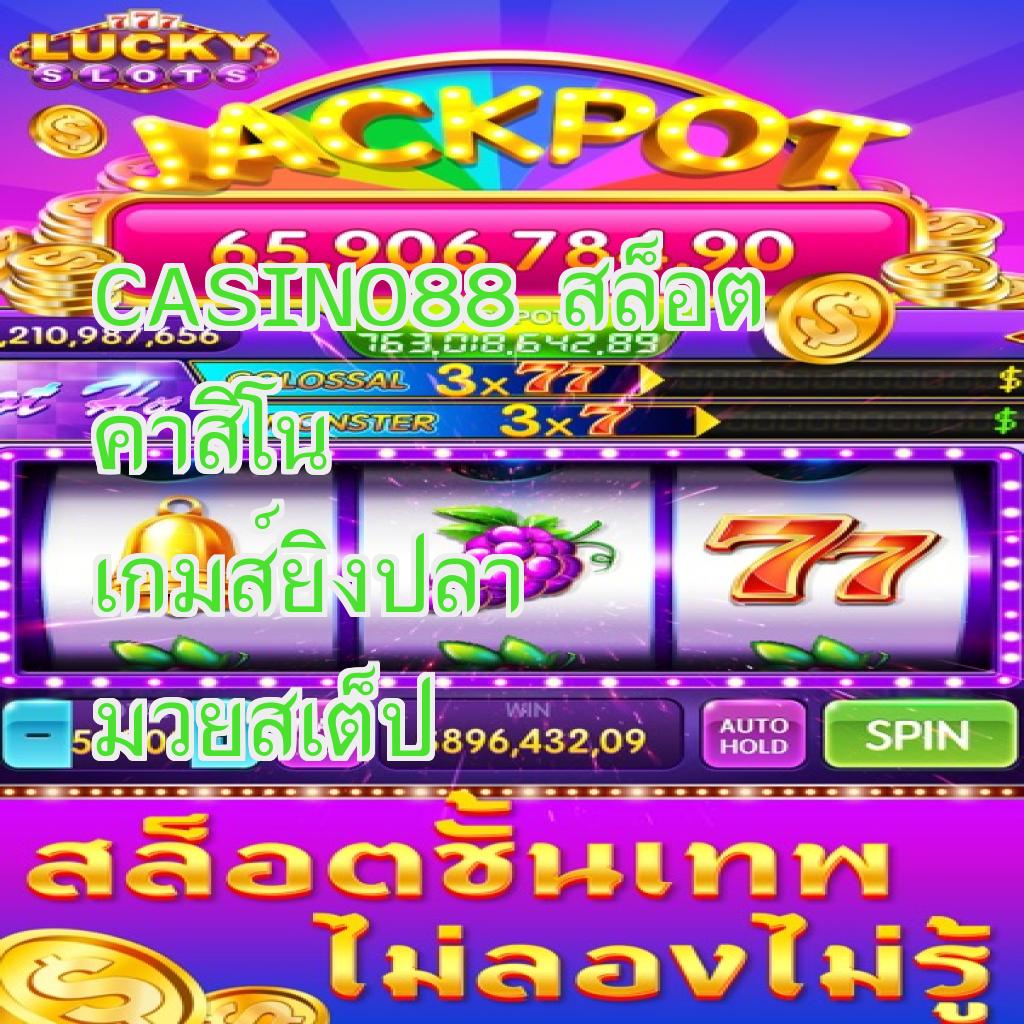 777
LUCKY
SLOTS
JACKPOT
65,906,784.90
CASINO88 สล็อต
,210,987,656
763,018,642.89
COLOSSAL 3x 77 $
คาสีโน
MONSTER 3x7 $
เกมส์ยิงปลา
77
มวยสเต็ป
WIN
896,432,09
AUTO
HOLD
SPIN
สล็อตชั้นเทพ
ไม่ลองไม่รู้